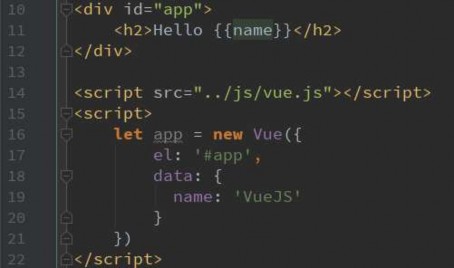 10 <div id="app">
11     <h2>Hello {{name}}</h2>
12 </div>
13
14 <script src="../js/vue.js"></script>
15 <script>
16     let app = new Vue({
17         el: '#app',
18         data: {
19           name: 'VueJS'
20         }
21     })
22 </script>